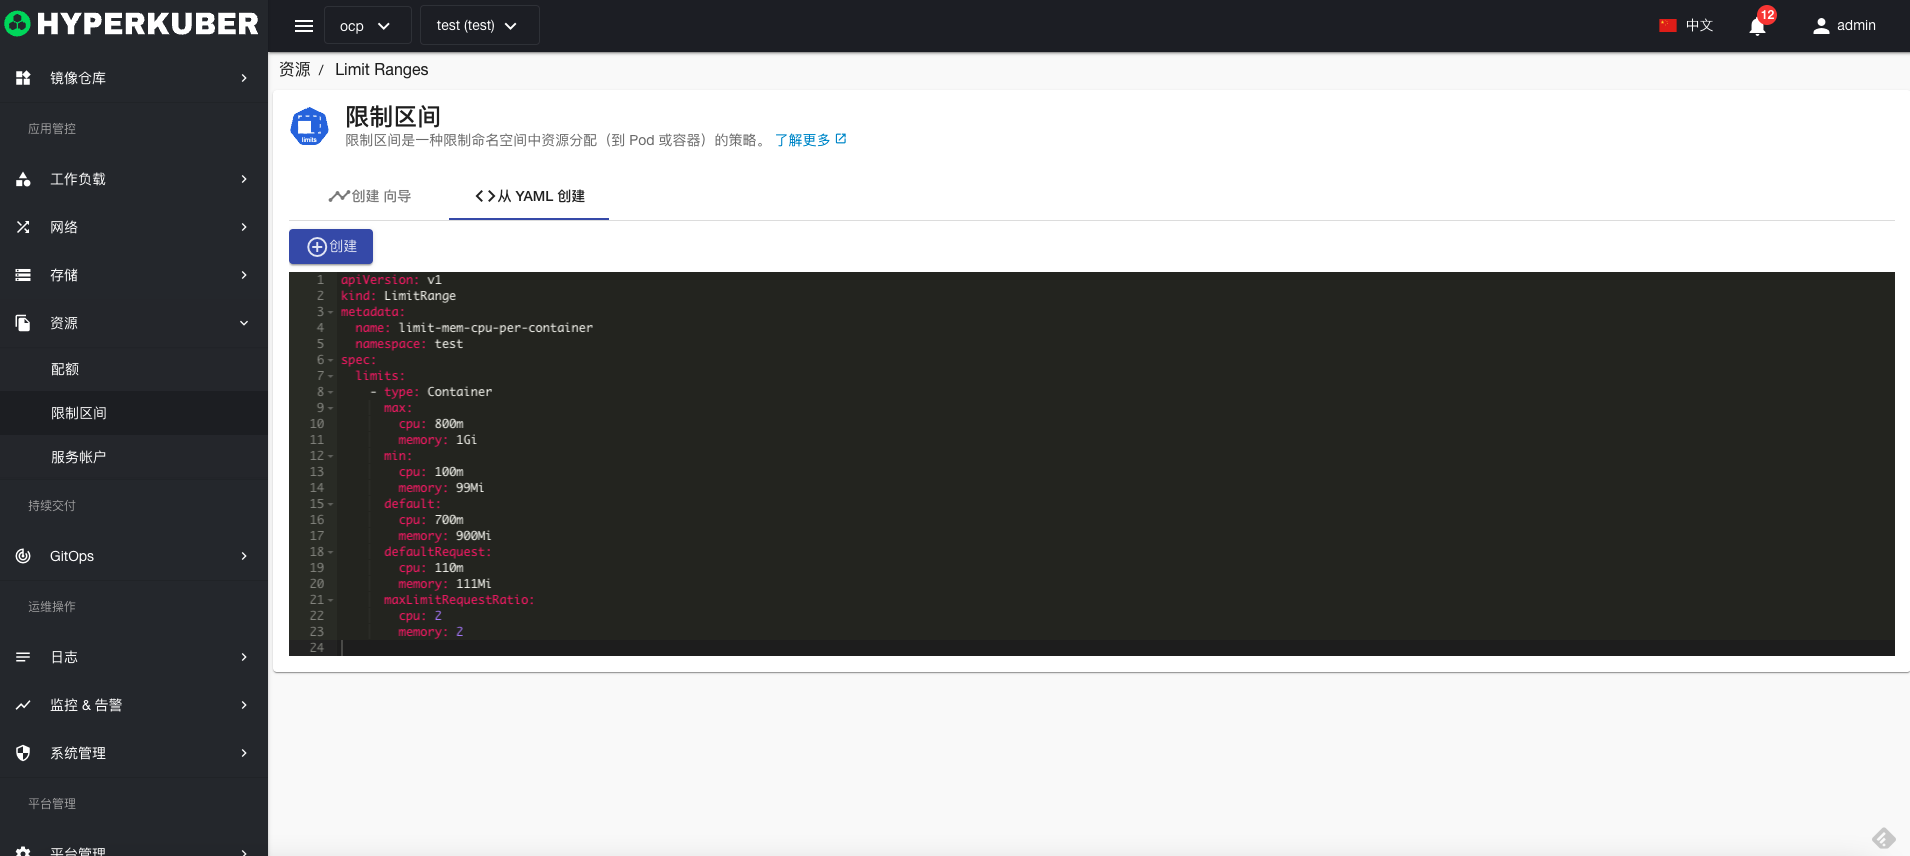 HYPERKUBER
ocp
test (test)
中文
12
admin
镜像仓库
应用管控
工作负载
网络
存储
资源
配额
限制区间
服务帐户
持续交付
GitOps
运维操作
日志
监控 & 告警
系统管理
平台管理
平台管理
资源 / Limit Ranges
limits
限制区间
限制区间是一种限制命名空间中资源分配（到 Pod 或容器）的策略。 了解更多
创建 向导
从 YAML 创建
创建
1 apiVersion: v1
2 kind: LimitRange
3 metadata:
4 name: limit-mem-cpu-per-container
5 namespace: test
6 spec:
7 limits:
8 - type: Container
9 max:
10 cpu: 800m
11 memory: 1Gi
12 min:
13 cpu: 100m
14 memory: 99Mi
15 default:
16 cpu: 700m
17 memory: 900Mi
18 defaultRequest:
19 cpu: 110m
20 memory: 111Mi
21 maxLimitRequestRatio:
22 cpu: 2
23 memory: 2
24